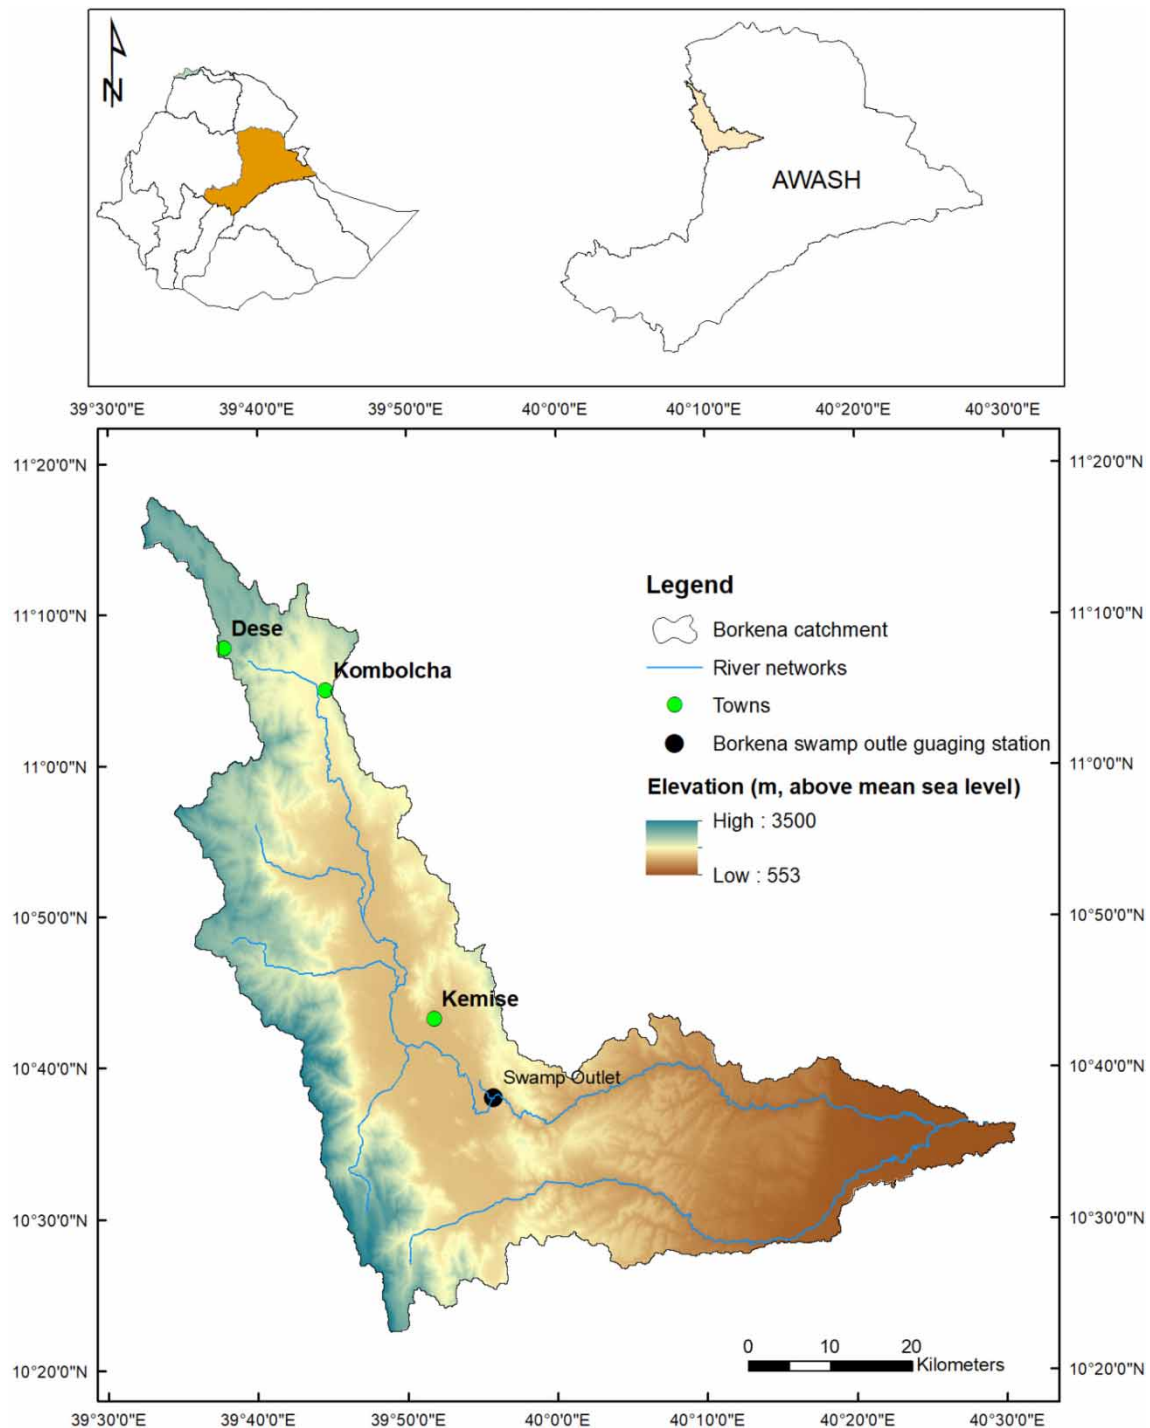 N
AWASH
39°30'0"E 39°40'0"E 39°50'0"E 40°0'0"E 40°10'0"E 40°20'0"E 40°30'0"E
11°20'0"N 11°20'0"N
Legend
11°10'0"N 11°10'0"N
Dese
Borkena catchment
Kombolcha
River networks
Towns
Borkena swamp outle guaging station
11°0'0"N 11°0'0"N
Elevation (m, above mean sea level)
High : 3500
Low : 553
10°50'0"N 10°50'0"N
Kemise
10°40'0"N 10°40'0"N
Swamp Outlet
10°30'0"N 10°30'0"N
0 10 20
Kilometers
10°20'0"N 10°20'0"N
39°30'0"E 39°40'0"E 39°50'0"E 40°0'0"E 40°10'0"E 40°20'0"E 40°30'0"E